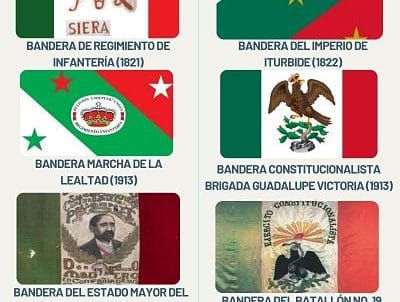 SIERA
BANDERA DE REGIMIENTO DE
INFANTERÍA (1821)
BANDERA DEL IMPERIO DE
ITURBIDE (1822)
BANDERA MARCHA DE LA
LEALTAD (1913)
BANDERA CONSTITUCIONALISTA
BRIGADA GUADALUPE VICTORIA (1913)
BANDERA DEL ESTADO MAYOR DEL
EJERCITO CONSTITUCIONALISTA
BANDERA DEL BATALLÓN NO. 19